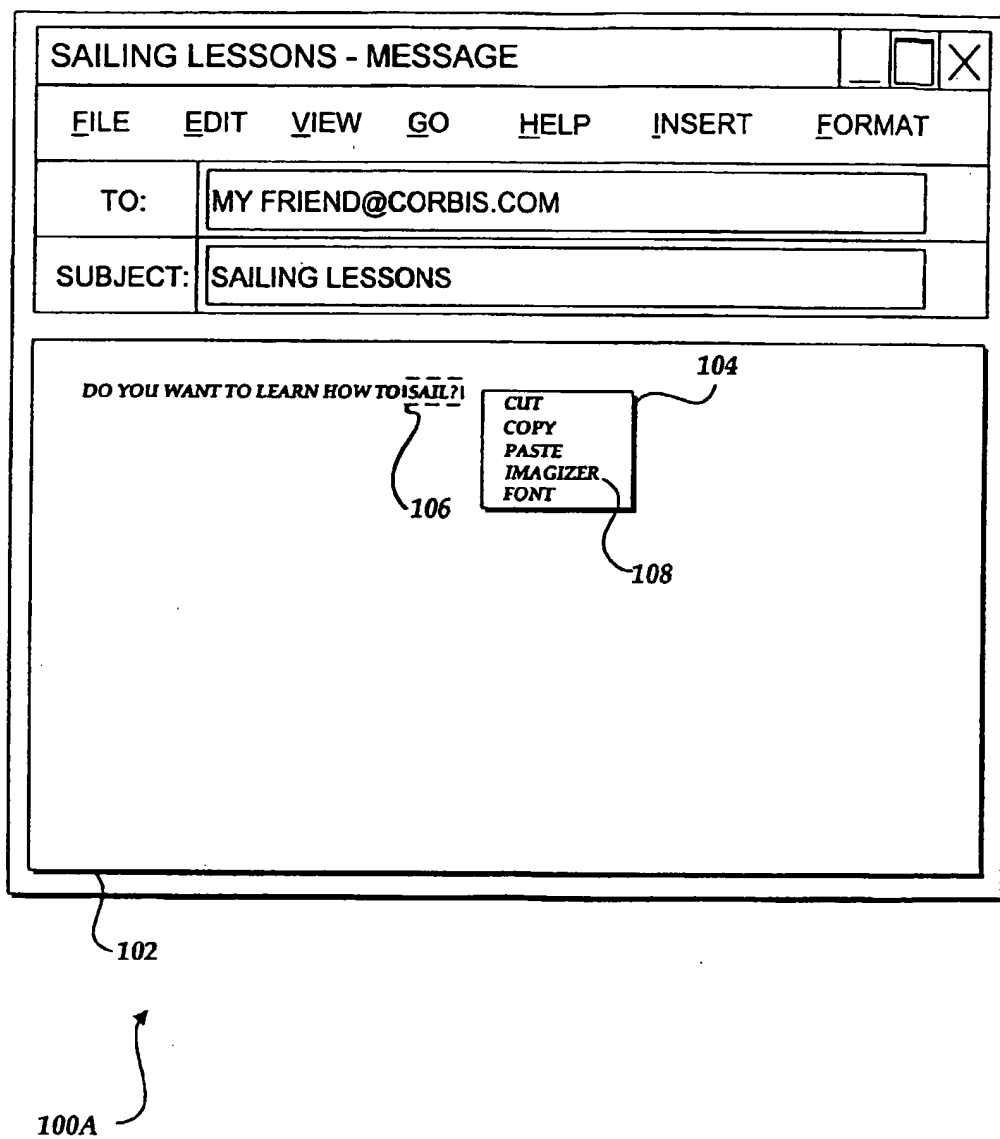 SAILING LESSONS - MESSAGE
FILE EDIT VIEW GO HELP INSERT FORMAT
TO: MY FRIEND@CORBIS.COM
SUBJECT: SAILING LESSONS
DO YOU WANT TO LEARN HOW TO SAIL?
104
CUT
COPY
PASTE
IMAGIZER
FONT
106
108
102
100A